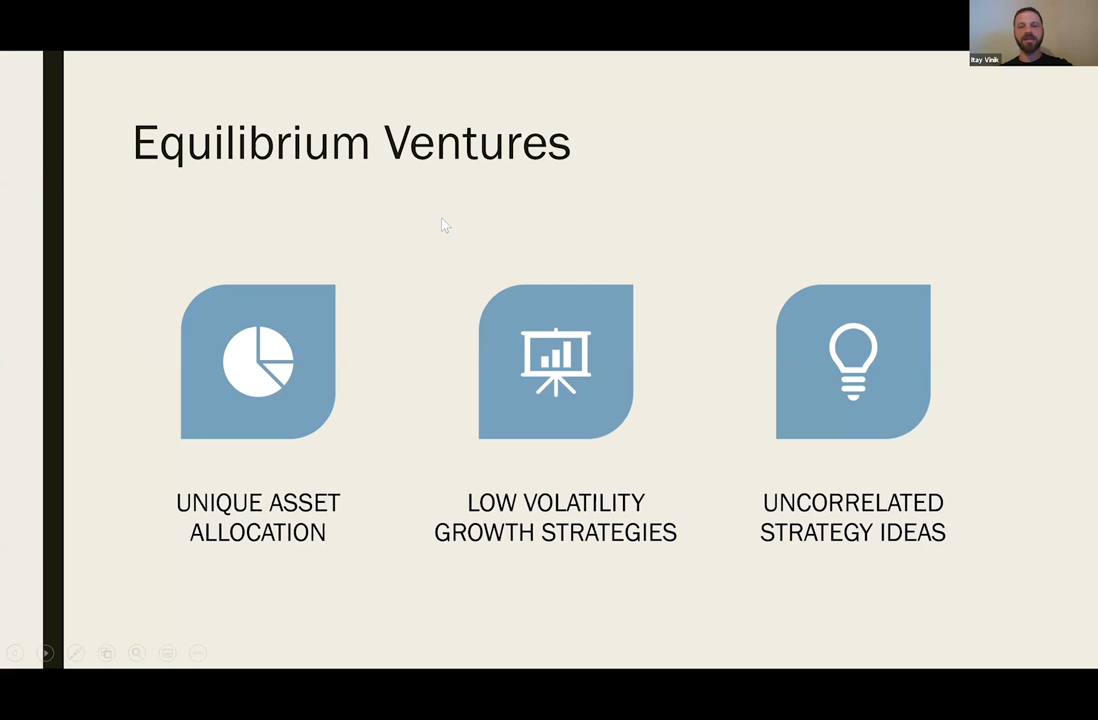 Itay Vinik
Equilibrium Ventures
UNIQUE ASSET
ALLOCATION
LOW VOLATILITY
GROWTH STRATEGIES
UNCORRELATED
STRATEGY IDEAS